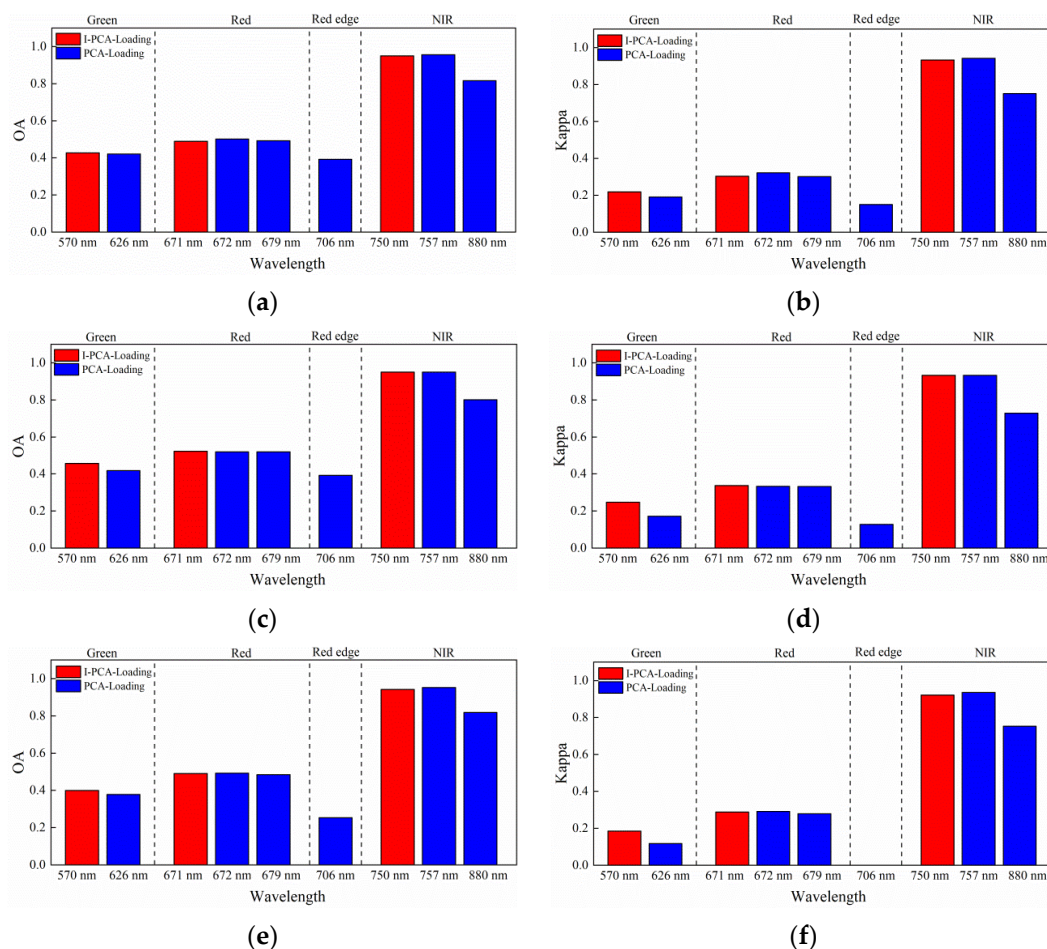 Green Red Red edge NIR
I-PCA-Loading
PCA-Loading
OA
1.0
0.8
0.6
0.4
0.2
0.0
570 nm 626 nm 671 nm 672 nm 679 nm 706 nm 750 nm 757 nm 880 nm
Wavelength
(a)
Green Red Red edge NIR
I-PCA-Loading
PCA-Loading
Kappa
1.0
0.8
0.6
0.4
0.2
0.0
570 nm 626 nm 671 nm 672 nm 679 nm 706 nm 750 nm 757 nm 880 nm
Wavelength
(b)
Green Red Red edge NIR
I-PCA-Loading
PCA-Loading
OA
1.0
0.8
0.6
0.4
0.2
0.0
570 nm 626 nm 671 nm 672 nm 679 nm 706 nm 750 nm 757 nm 880 nm
Wavelength
(c)
Green Red Red edge NIR
I-PCA-Loading
PCA-Loading
Kappa
1.0
0.8
0.6
0.4
0.2
0.0
570 nm 626 nm 671 nm 672 nm 679 nm 706 nm 750 nm 757 nm 880 nm
Wavelength
(d)
Green Red Red edge NIR
I-PCA-Loading
PCA-Loading
OA
1.0
0.8
0.6
0.4
0.2
0.0
570 nm 626 nm 671 nm 672 nm 679 nm 706 nm 750 nm 757 nm 880 nm
Wavelength
(e)
Green Red Red edge NIR
I-PCA-Loading
PCA-Loading
Kappa
1.0
0.8
0.6
0.4
0.2
0.0
570 nm 626 nm 671 nm 672 nm 679 nm 706 nm 750 nm 757 nm 880 nm
Wavelength
(f)